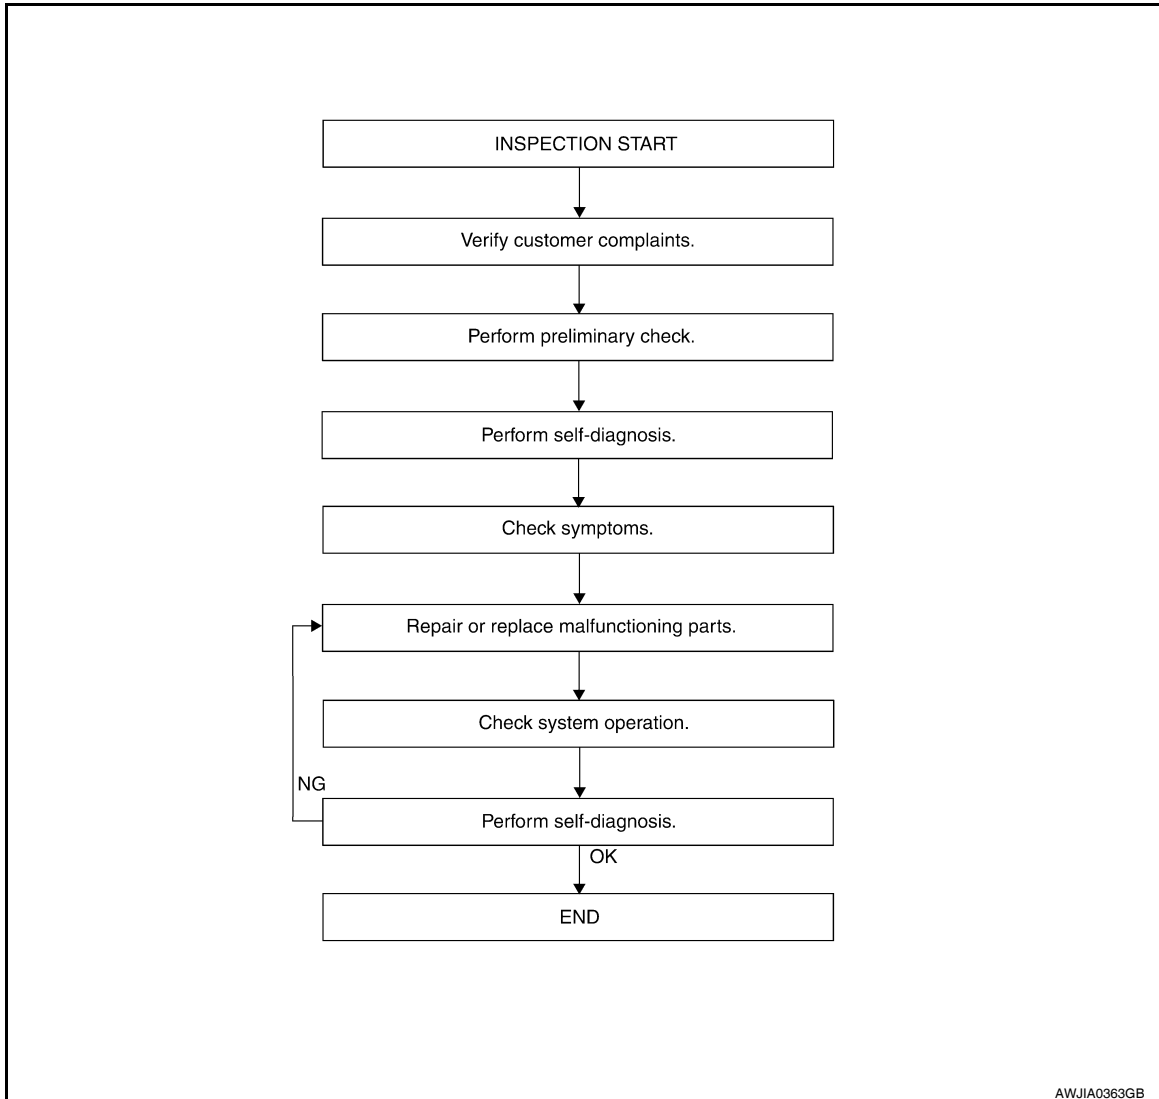 INSPECTION START
Verify customer complaints.
Perform preliminary check.
Perform self-diagnosis.
Check symptoms.
Repair or replace malfunctioning parts.
Check system operation.
NG
Perform self-diagnosis.
OK
END
AWJIA0363GB